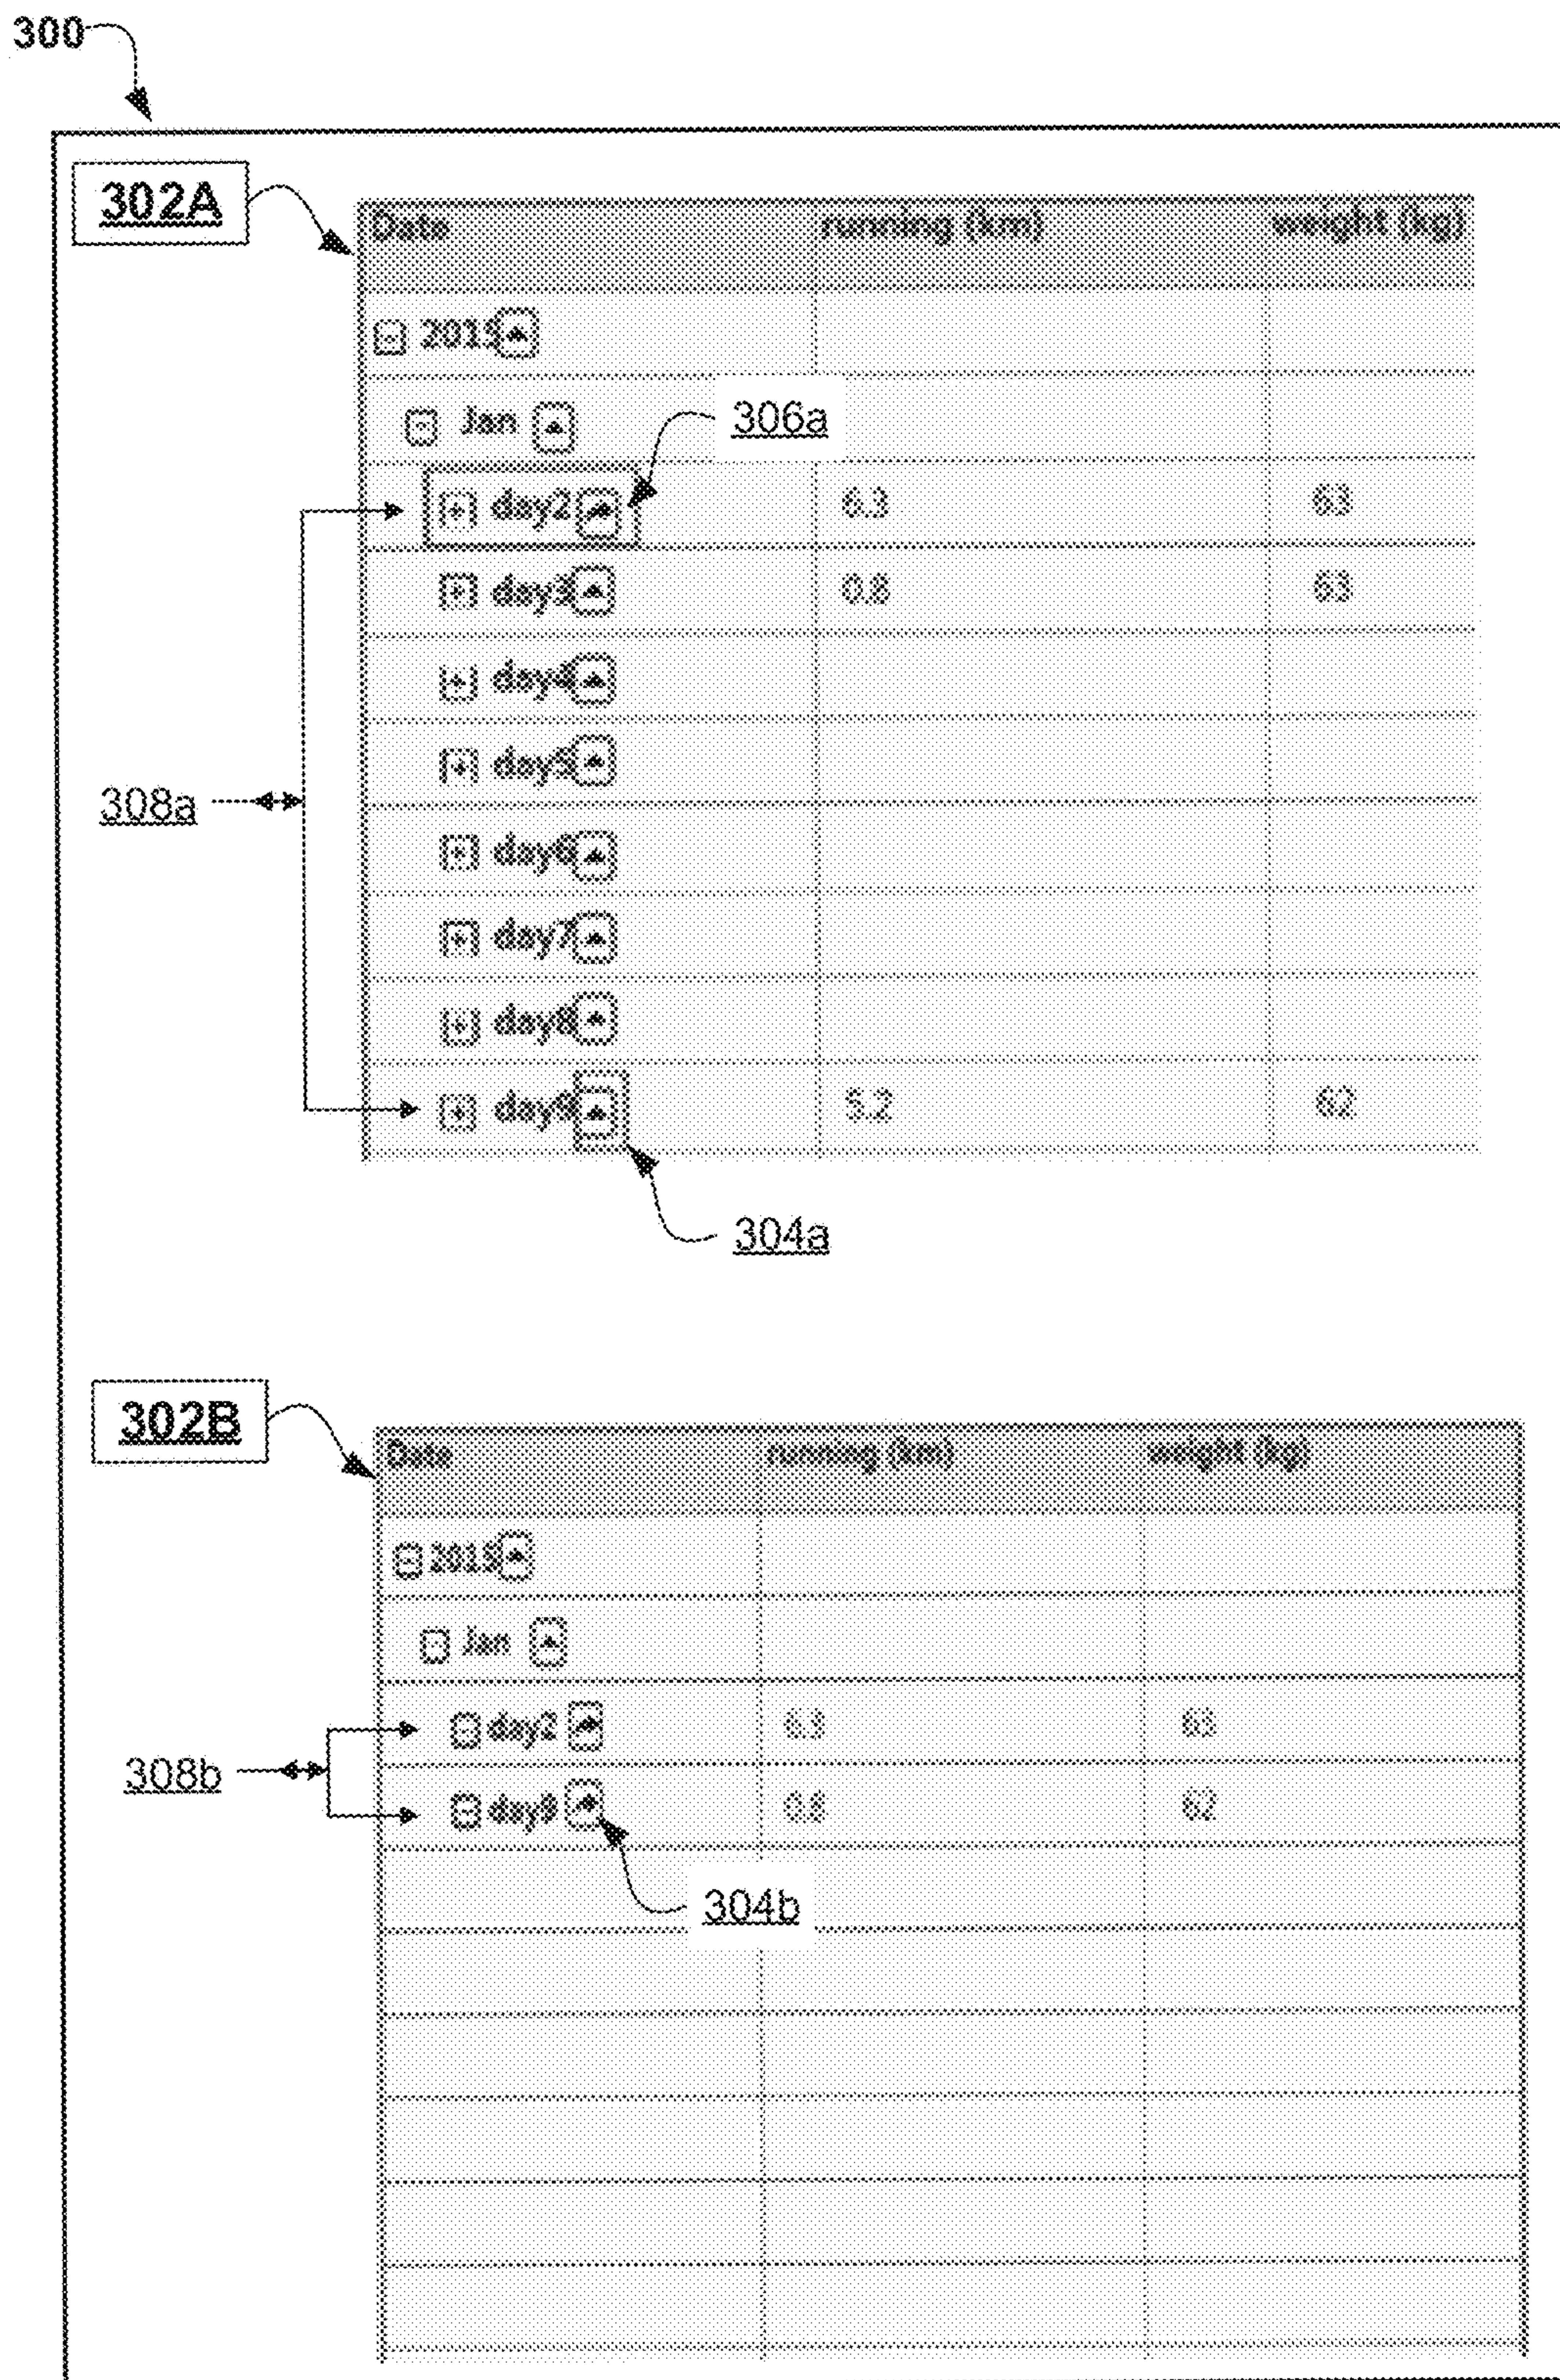 300
302A
Date running (km) weight (kg)
2015
Jan
306a
day2 6.3 63
day3 0.8 63
day4
day5
308a
day6
day7
day8
day9 5.2 62
304a
302B
Date running (km) weight (kg)
2015
Jan
day2 6.3 63
308b
day9 0.8 62
304b